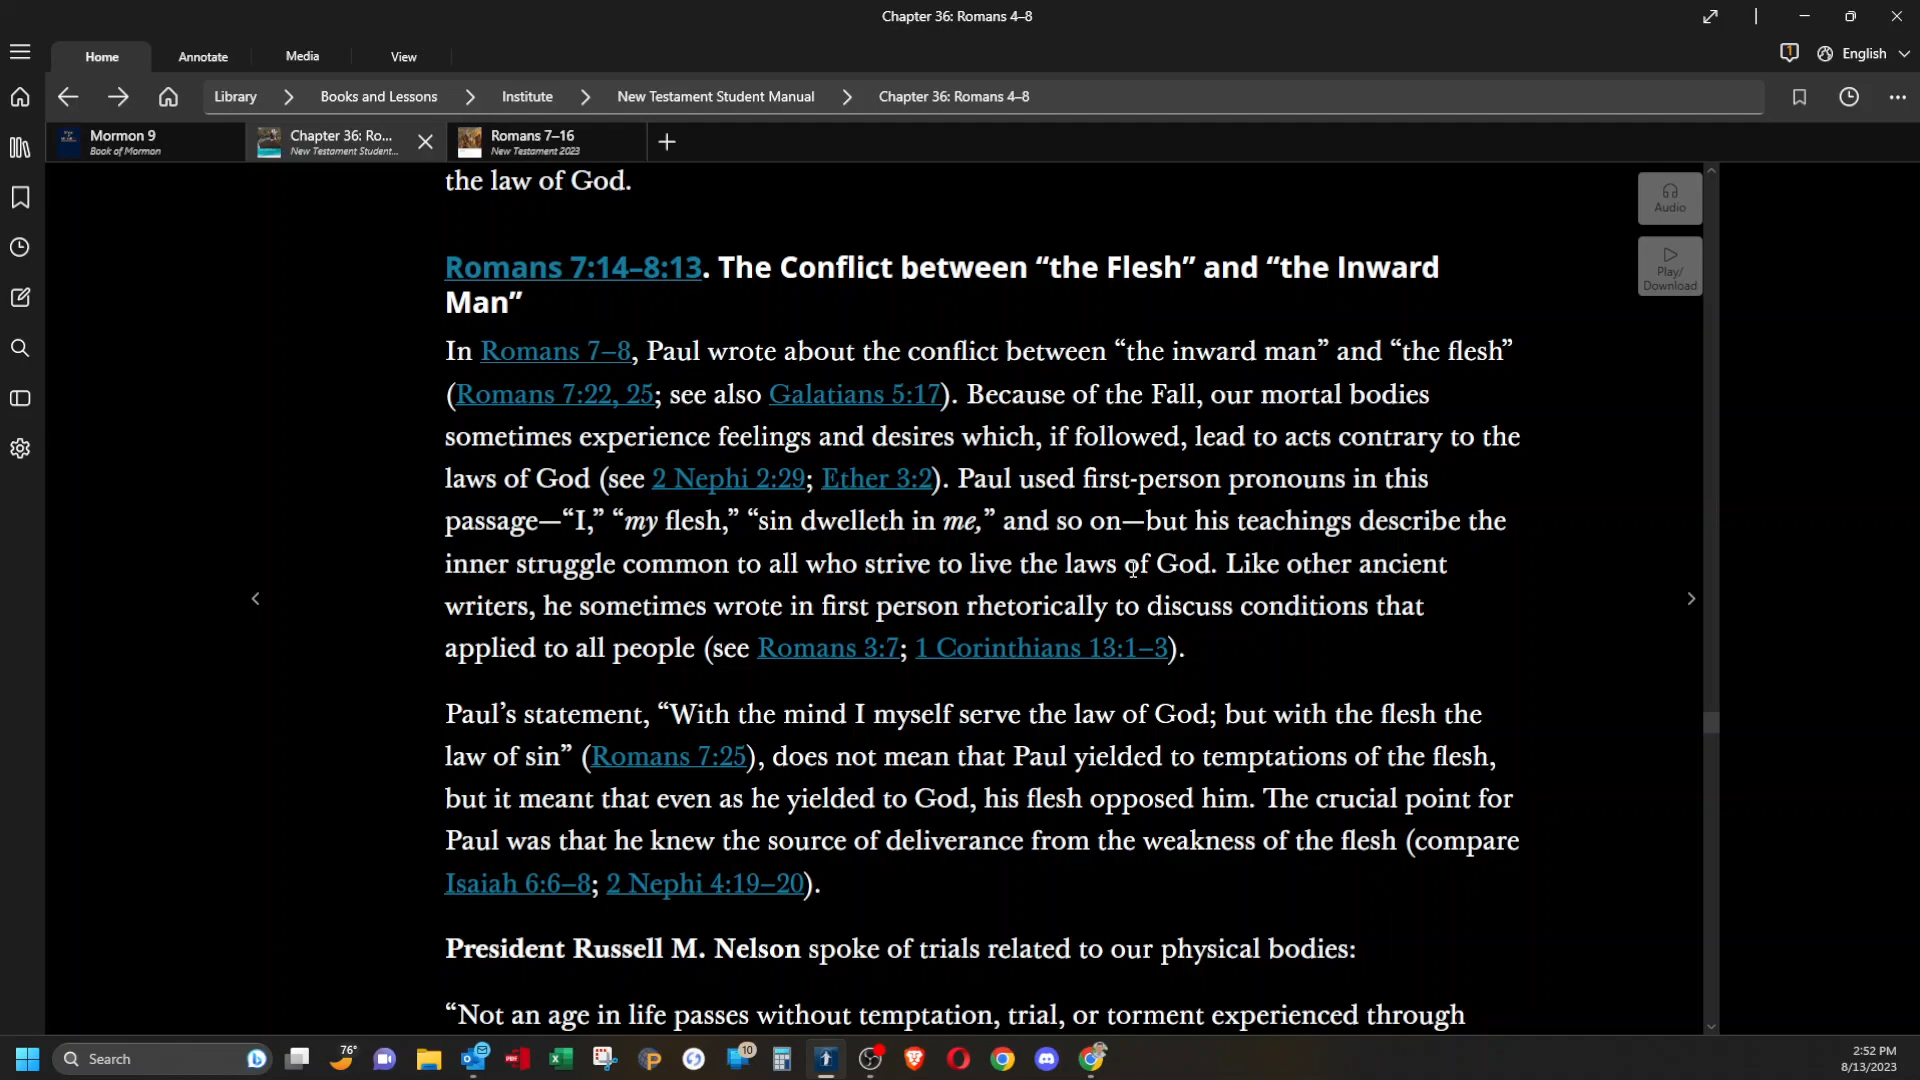 Chapter 36: Romans 4–8
Home
Annotate
Media
View
1
English
Library
Books and Lessons
Institute
New Testament Student Manual
Chapter 36: Romans 4–8
Mormon 9
Book of Mormon
Chapter 36: Ro...
New Testament Student...
Romans 7–16
New Testament 2023
the law of God.
Audio
Play/
Download
Romans 7:14–8:13. The Conflict between “the Flesh” and “the Inward
Man”
In Romans 7–8, Paul wrote about the conflict between “the inward man” and “the flesh”
(Romans 7:22, 25; see also Galatians 5:17). Because of the Fall, our mortal bodies
sometimes experience feelings and desires which, if followed, lead to acts contrary to the
laws of God (see 2 Nephi 2:29; Ether 3:2). Paul used first-person pronouns in this
passage—“I,” “my flesh,” “sin dwelleth in me,” and so on—but his teachings describe the
inner struggle common to all who strive to live the laws of God. Like other ancient
writers, he sometimes wrote in first person rhetorically to discuss conditions that
applied to all people (see Romans 3:7; 1 Corinthians 13:1–3).
Paul’s statement, “With the mind I myself serve the law of God; but with the flesh the
law of sin” (Romans 7:25), does not mean that Paul yielded to temptations of the flesh,
but it meant that even as he yielded to God, his flesh opposed him. The crucial point for
Paul was that he knew the source of deliverance from the weakness of the flesh (compare
Isaiah 6:6–8; 2 Nephi 4:19–20).
President Russell M. Nelson spoke of trials related to our physical bodies:
“Not an age in life passes without temptation, trial, or torment experienced through
Search
76°
PDF
10
2:52 PM
8/13/2023